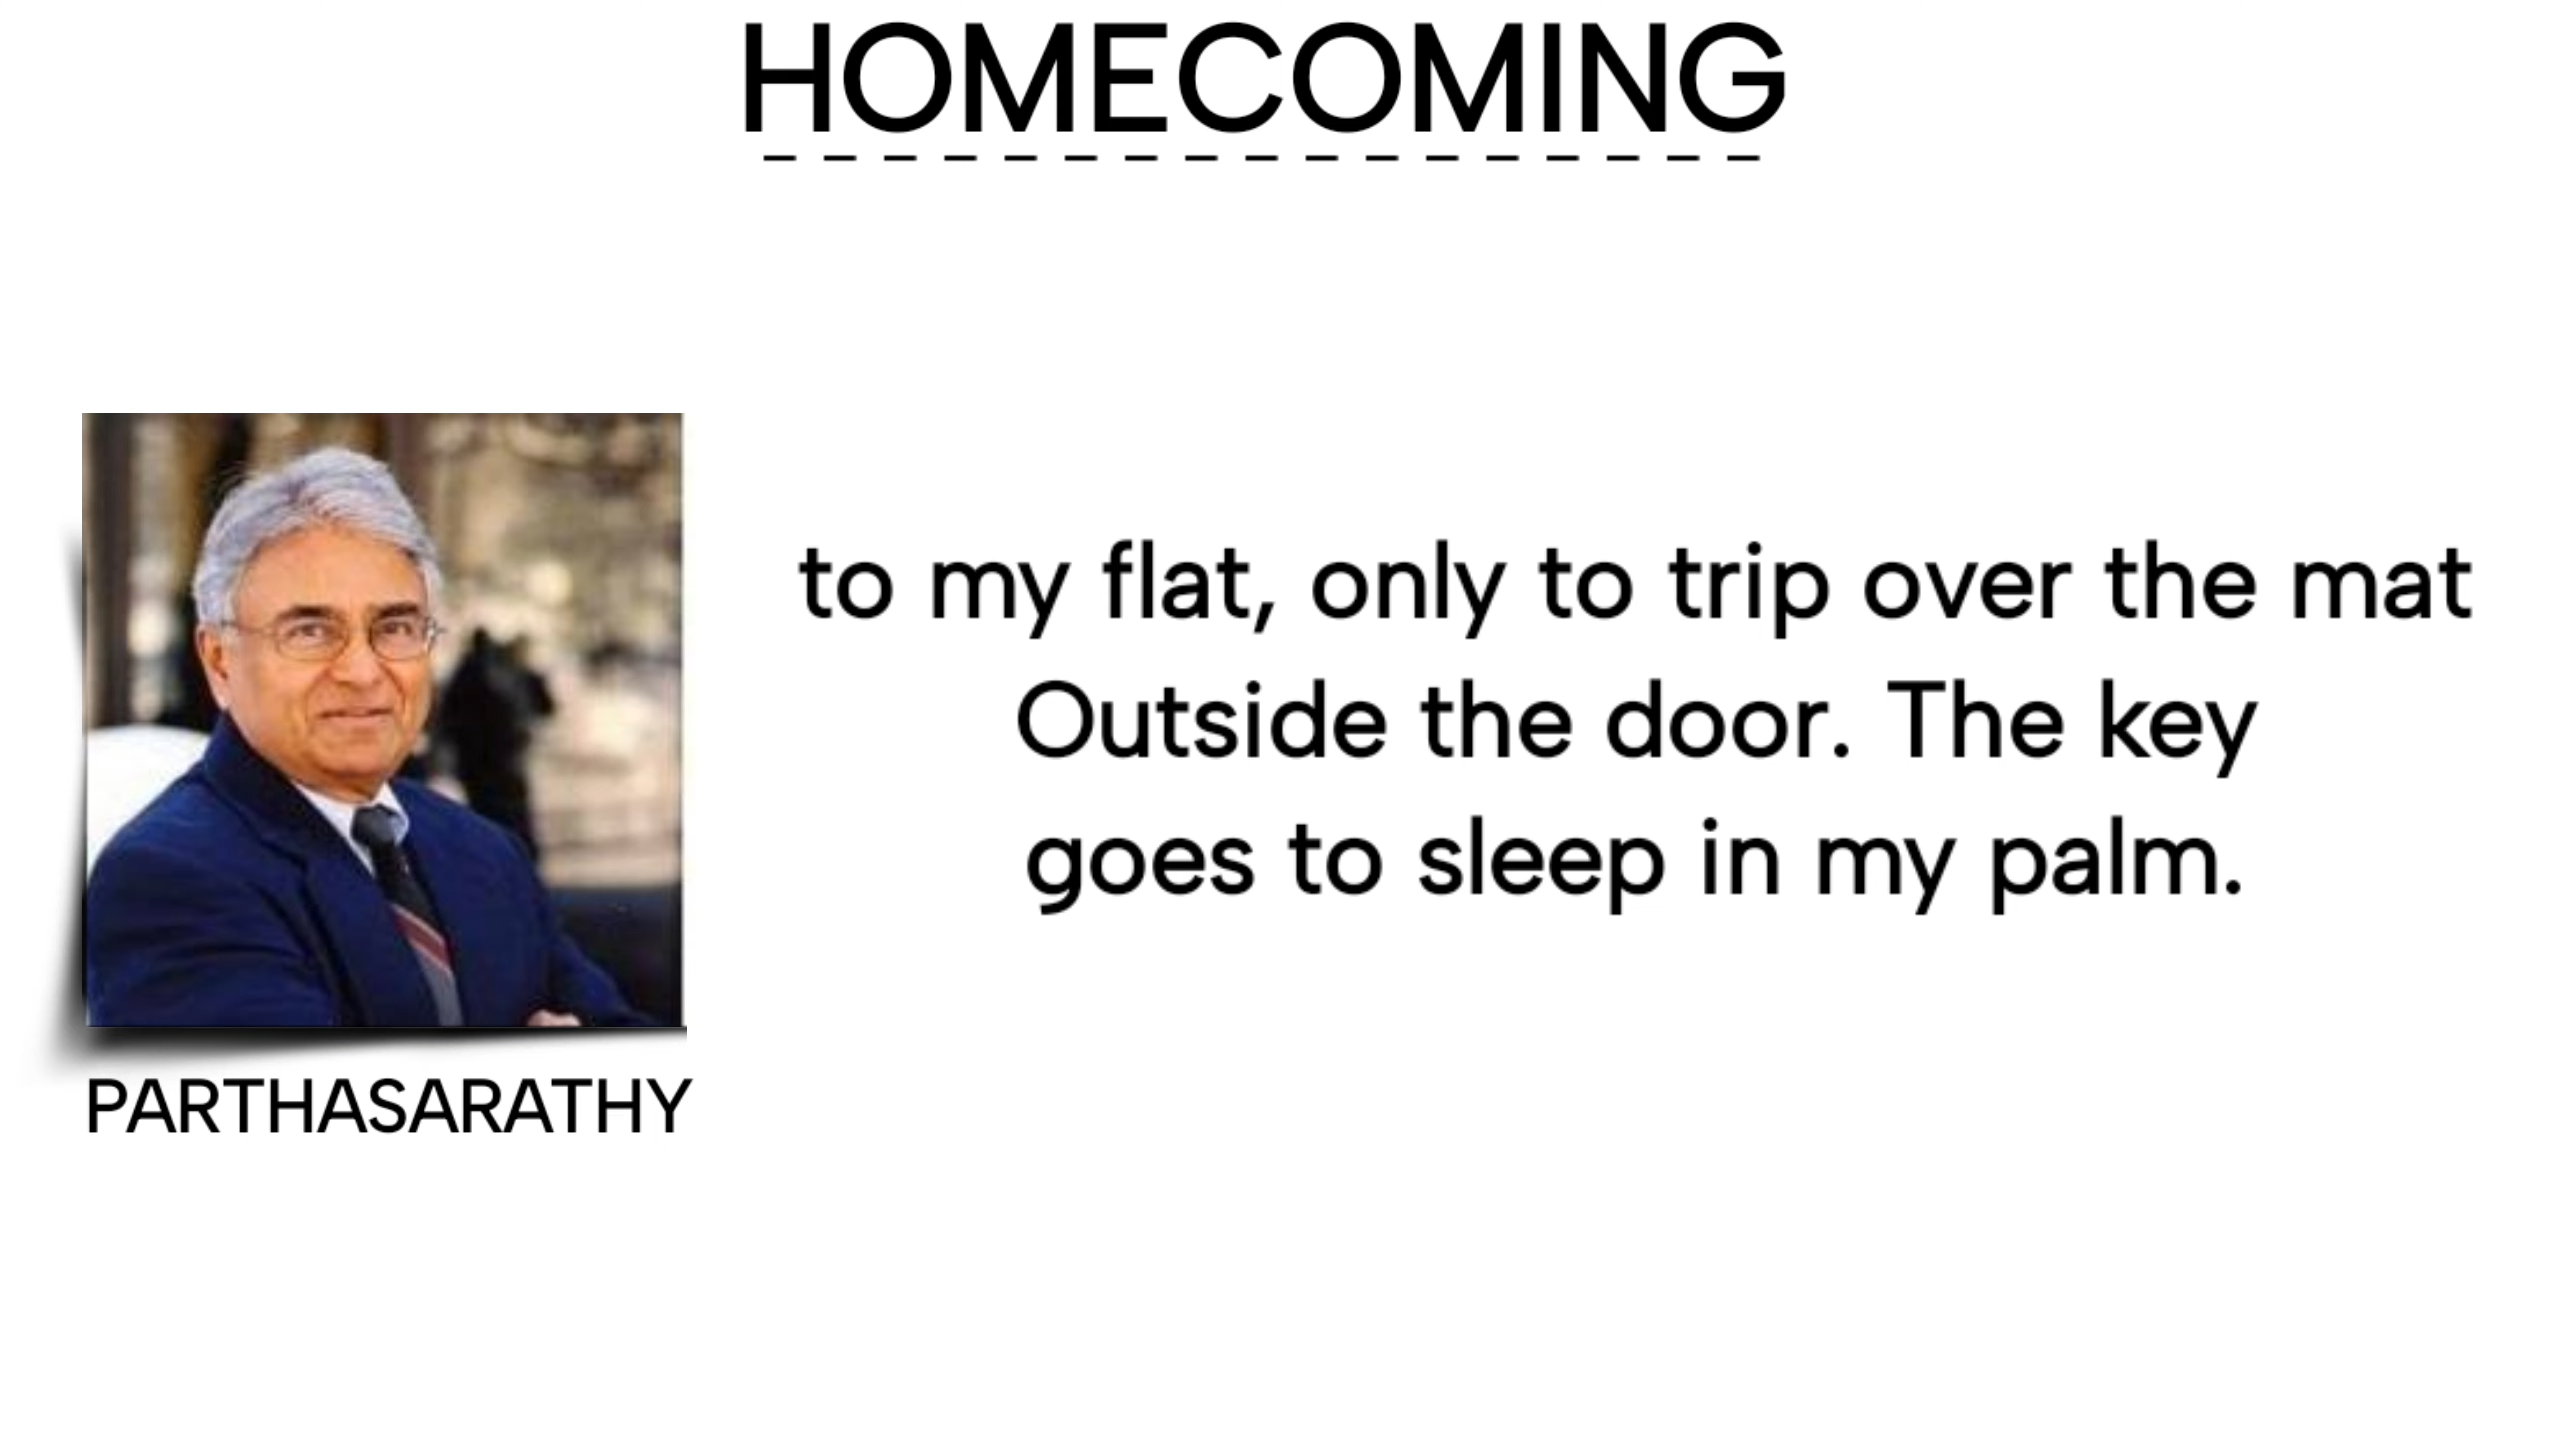 HOMECOMING
to my flat, only to trip over the mat
Outside the door. The key
goes to sleep in my palm.
PARTHASARATHY